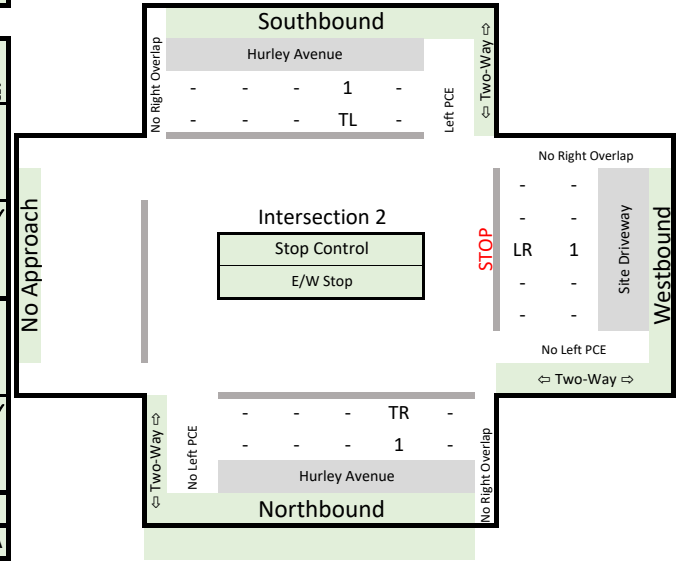 Southbound
Hurley Avenue
No Right Overlap
- - - 1 -
- - - TL -
Left PCE
⇦ Two-Way ⇨
No Right Overlap
- -
- -
LR 1
- -
- -
STOP
Site Driveway
Westbound
No Left PCE
⇦ Two-Way ⇨
No Approach
Intersection 2
Stop Control
E/W Stop
⇦ Two-Way ⇨
No Left PCE
- - - TR -
- - - 1 -
Hurley Avenue
No Right Overlap
Northbound